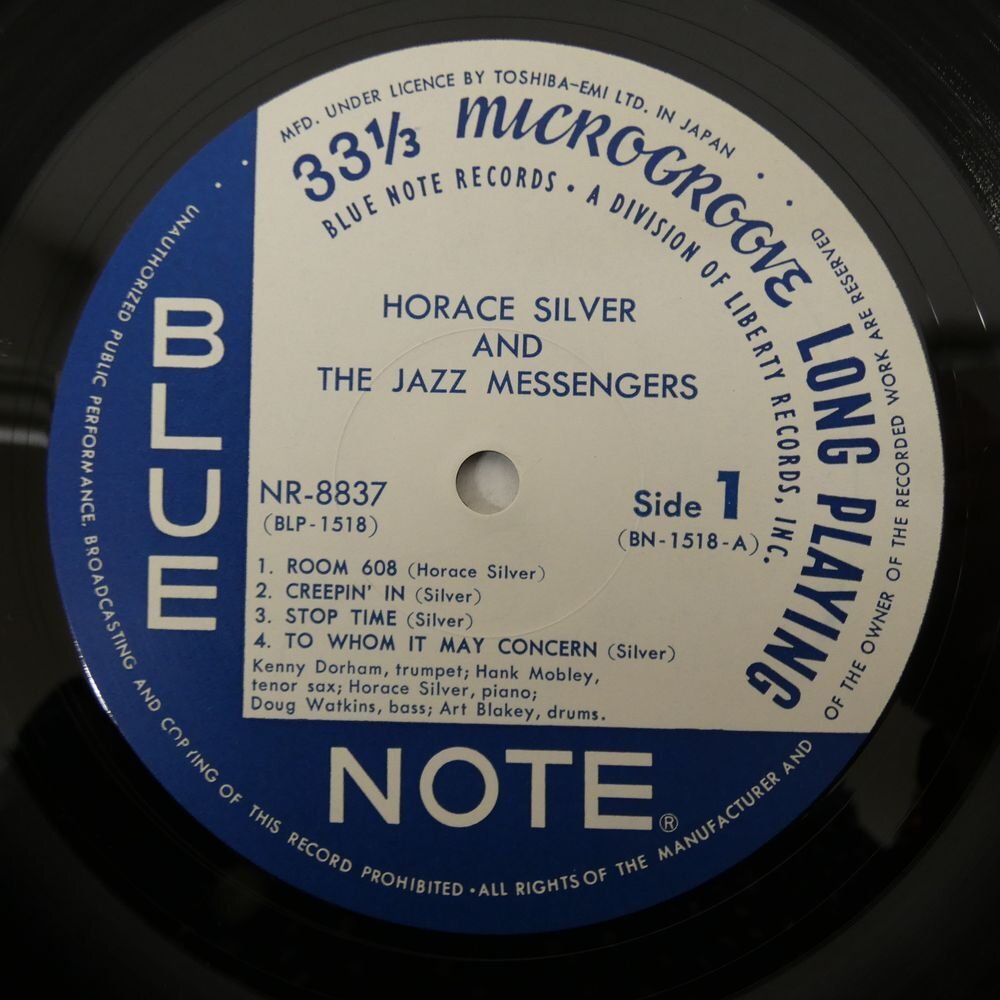 MFD. UNDER LICENCE BY TOSHIBA-EMI LTD. IN JAPAN
33 1/3 MICROGROOVE LONG PLAYING
BLUE NOTE RECORDS • A DIVISION OF LIBERTY RECORDS, INC.
HORACE SILVER
AND
THE JAZZ MESSENGERS
NR-8837
(BLP-1518)
Side 1
(BN-1518-A)
1. ROOM 608 (Horace Silver)
2. CREEPIN' IN (Silver)
3. STOP TIME (Silver)
4. TO WHOM IT MAY CONCERN (Silver)
Kenny Dorham, trumpet; Hank Mobley,
tenor sax; Horace Silver, piano;
Doug Watkins, bass; Art Blakey, drums.
BLUE
NOTE®
UNAUTHORIZED PUBLIC PERFORMANCE, BROADCASTING AND COPYING OF THIS RECORD PROHIBITED • ALL RIGHTS OF THE MANUFACTURER AND OF THE OWNER OF THE RECORDED WORK ARE RESERVED